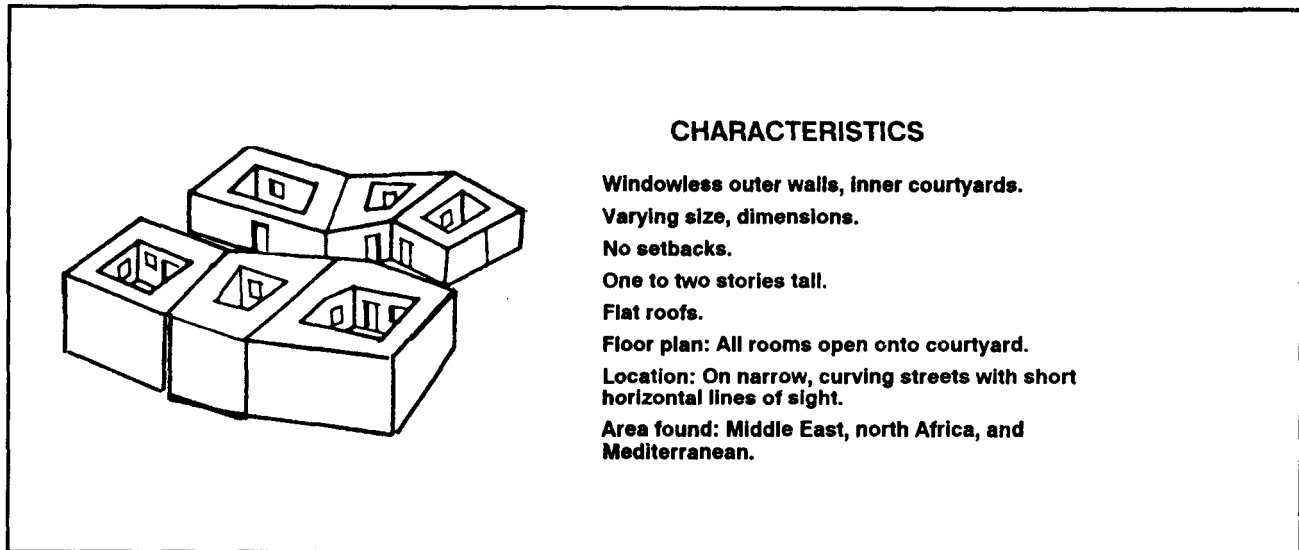 CHARACTERISTICS
Windowless outer walls, inner courtyards.
Varying size, dimensions.
No setbacks.
One to two stories tall.
Flat roofs.
Floor plan: All rooms open onto courtyard.
Location: On narrow, curving streets with short
horizontal lines of sight.
Area found: Middle East, north Africa, and
Mediterranean.